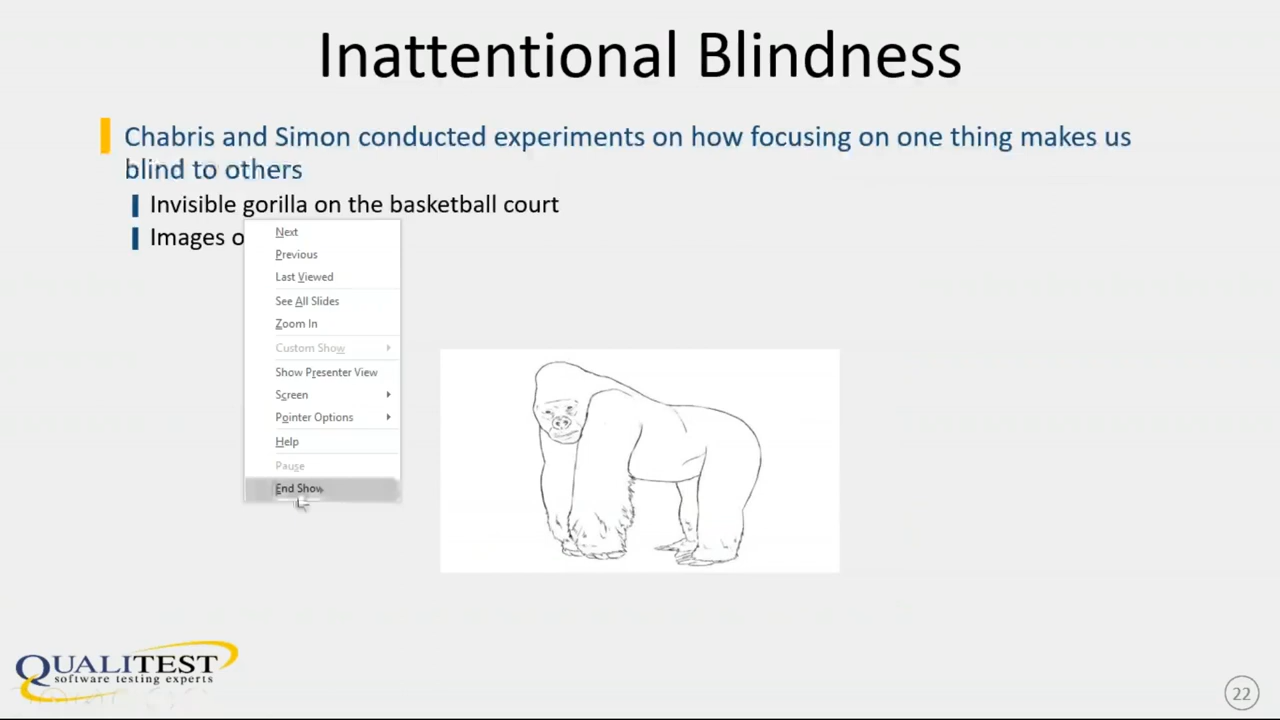 Inattentional Blindness
Chabris and Simon conducted experiments on how focusing on one thing makes us
blind to others
Invisible gorilla on the basketball court
Images o
Next
Previous
Last Viewed
See All Slides
Zoom In
Custom Show
Show Presenter View
Screen
Pointer Options
Help
Pause
End Show
QUALITEST
software testing experts
22